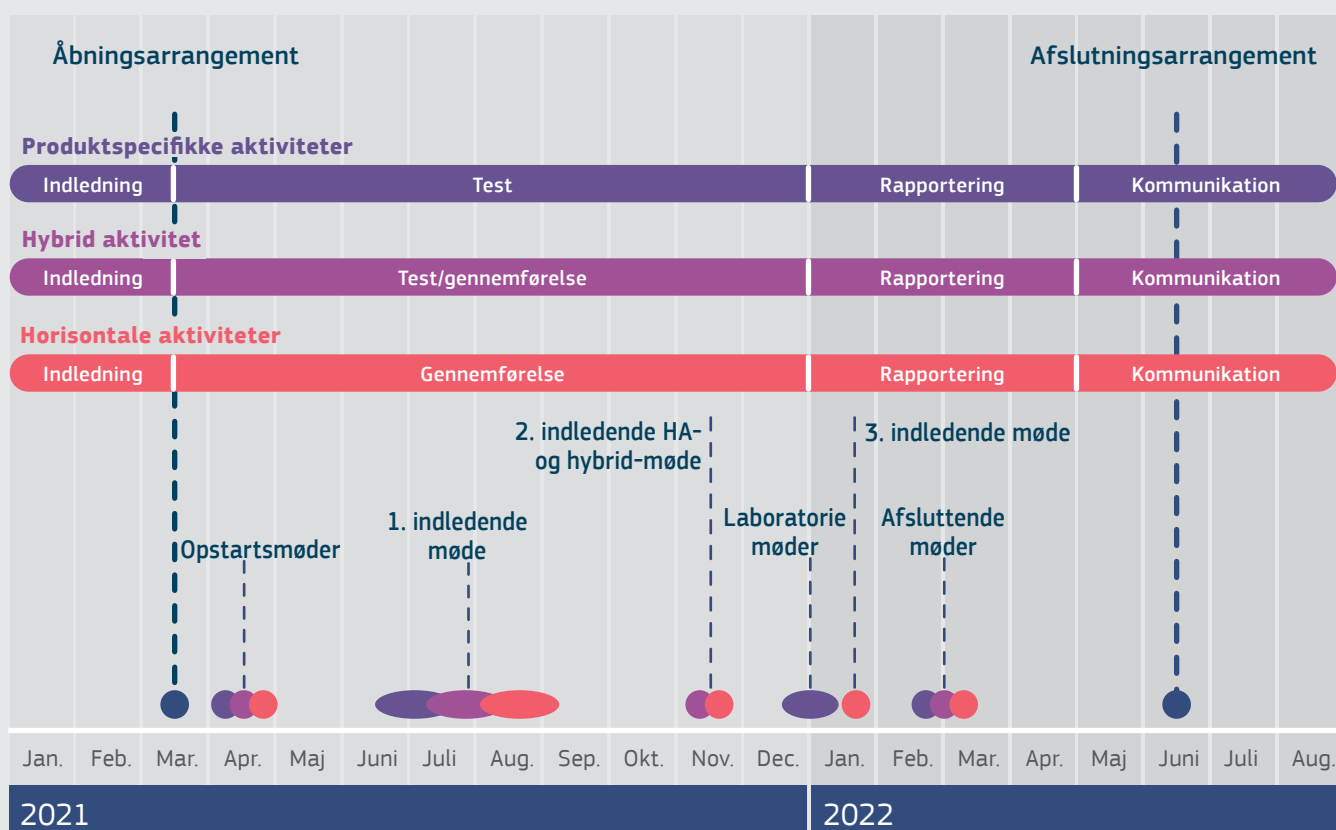 Åbningsarrangement
Afslutningsarrangement
Produktspecifikke aktiviteter
Indledning
Test
Rapportering
Kommunikation
Hybrid aktivitet
Indledning
Test/gennemførelse
Rapportering
Kommunikation
Horisontale aktiviteter
Indledning
Gennemførelse
Rapportering
Kommunikation
2. indledende HA-
og hybrid-møde
3. indledende møde
Opstartsmøder
1. indledende
møde
Laboratorie
møder
Afsluttende
møder
Jan. Feb. Mar. Apr. Maj Juni Juli Aug. Sep. Okt. Nov. Dec. Jan. Feb. Mar. Apr. Maj Juni Juli Aug.
2021 2022